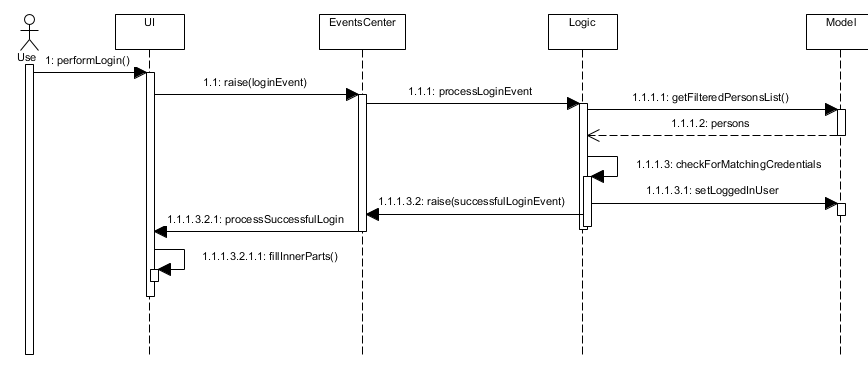 UI
EventsCenter
Logic
Model
Use
1: performLogin()
1.1: raise(loginEvent)
1.1.1: processLoginEvent
1.1.1.1: getFilteredPersonsList()
1.1.1.2: persons
1.1.1.3: checkForMatchingCredentials
1.1.1.3.1: setLoggedInUser
1.1.1.3.2: raise(successfulLoginEvent)
1.1.1.3.2.1: processSuccessfulLogin
1.1.1.3.2.1.1: fillInnerParts()